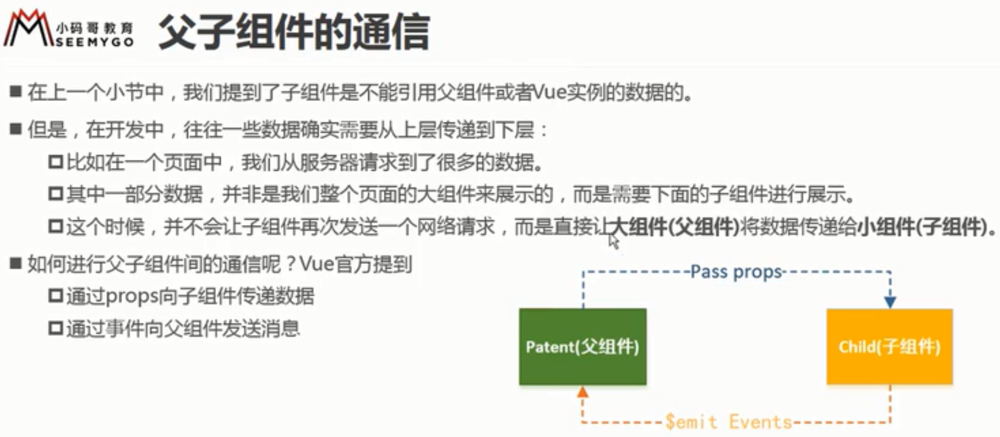 小码哥教育
SEEMYGO
父子组件的通信
在上一个小节中，我们提到了子组件是不能引用父组件或者Vue实例的数据的。
但是，在开发中，往往一些数据确实需要从上层传递到下层：
比如在一个页面中，我们从服务器请求到了很多的数据。
其中一部分数据，并非是我们整个页面的大组件来展示的，而是需要下面的子组件进行展示。
这个时候，并不会让子组件再次发送一个网络请求，而是直接让大组件(父组件)将数据传递给小组件(子组件)。
如何进行父子组件间的通信呢？Vue官方提到
通过props向子组件传递数据
通过事件向父组件发送消息
Pass props
Patent(父组件)
Child(子组件)
$emit Events